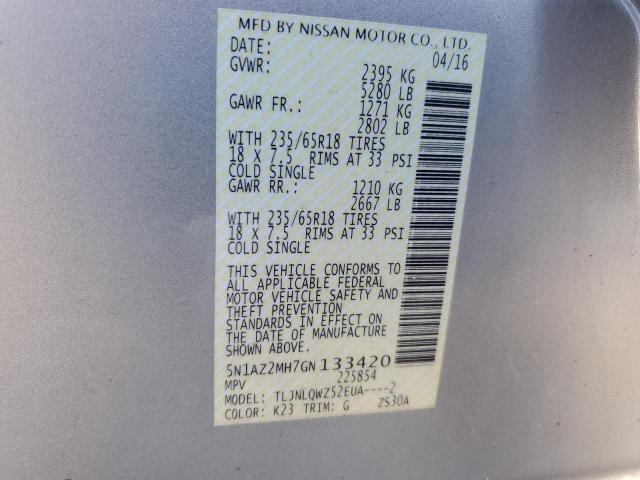 MFD BY NISSAN MOTOR CO., LTD.
DATE: 04/16
GVWR: 2395 KG
5280 LB
GAWR FR.: 1271 KG
2802 LB
WITH 235/65R18 TIRES
18 X 7.5 RIMS AT 33 PSI
COLD SINGLE
GAWR RR.: 1210 KG
2667 LB
WITH 235/65R18 TIRES
18 X 7.5 RIMS AT 33 PSI
COLD SINGLE
THIS VEHICLE CONFORMS TO
ALL APPLICABLE FEDERAL
MOTOR VEHICLE SAFETY AND
THEFT PREVENTION
STANDARDS IN EFFECT ON
THE DATE OF MANUFACTURE
SHOWN ABOVE.
5N1AZ2MH7GN133420
MPV 225854
MODEL: TLJNLQWZ52EUA----2
COLOR: K23 TRIM: G ZS30A